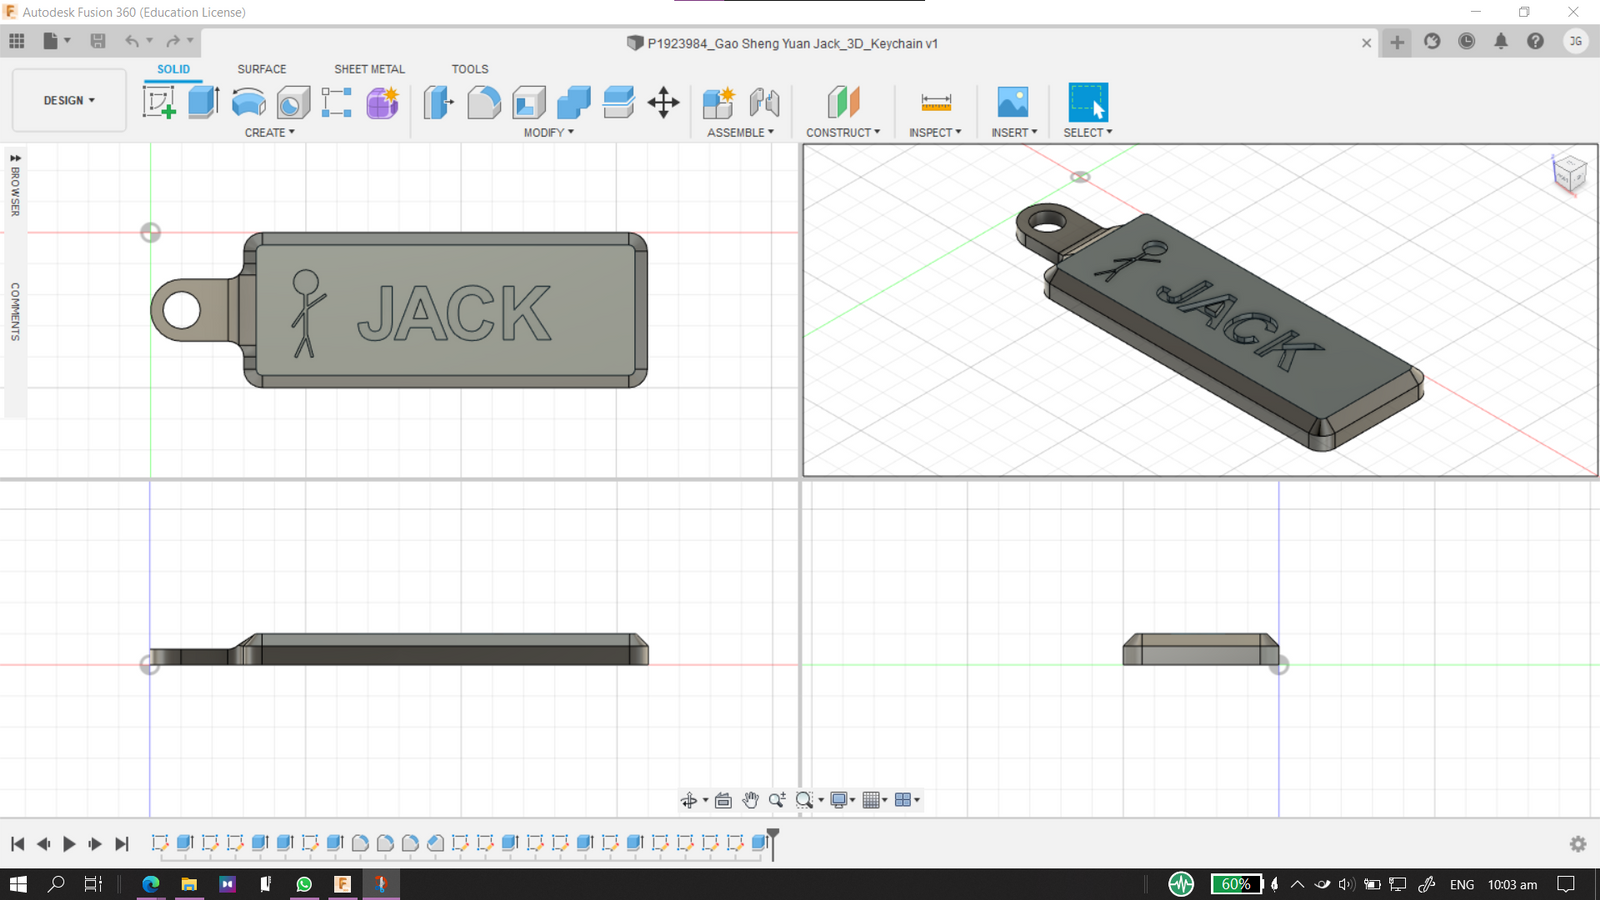 Autodesk Fusion 360 (Education License)
P1923984_Gao Sheng Yuan Jack_3D_Keychain v1
JG
DESIGN
SOLID
SURFACE
SHEET METAL
TOOLS
CREATE
MODIFY
ASSEMBLE
CONSTRUCT
INSPECT
INSERT
SELECT
BROWSER
COMMENTS
JACK
JACK
60%
ENG
10:03 am